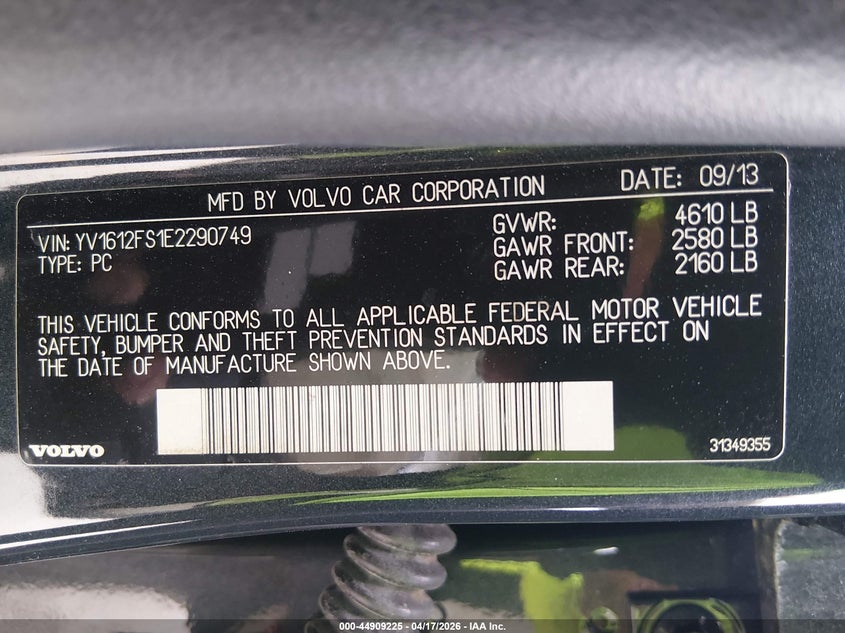 MFD BY VOLVO CAR CORPORATION DATE: 09/13
VIN: YV1612FS1E2290749
TYPE: PC
GVWR: 4610 LB
GAWR FRONT: 2580 LB
GAWR REAR: 2160 LB
THIS VEHICLE CONFORMS TO ALL APPLICABLE FEDERAL MOTOR VEHICLE
SAFETY, BUMPER AND THEFT PREVENTION STANDARDS IN EFFECT ON
THE DATE OF MANUFACTURE SHOWN ABOVE.
VOLVO
31349355
000-44909225 - 04/17/2026 - IAA Inc.